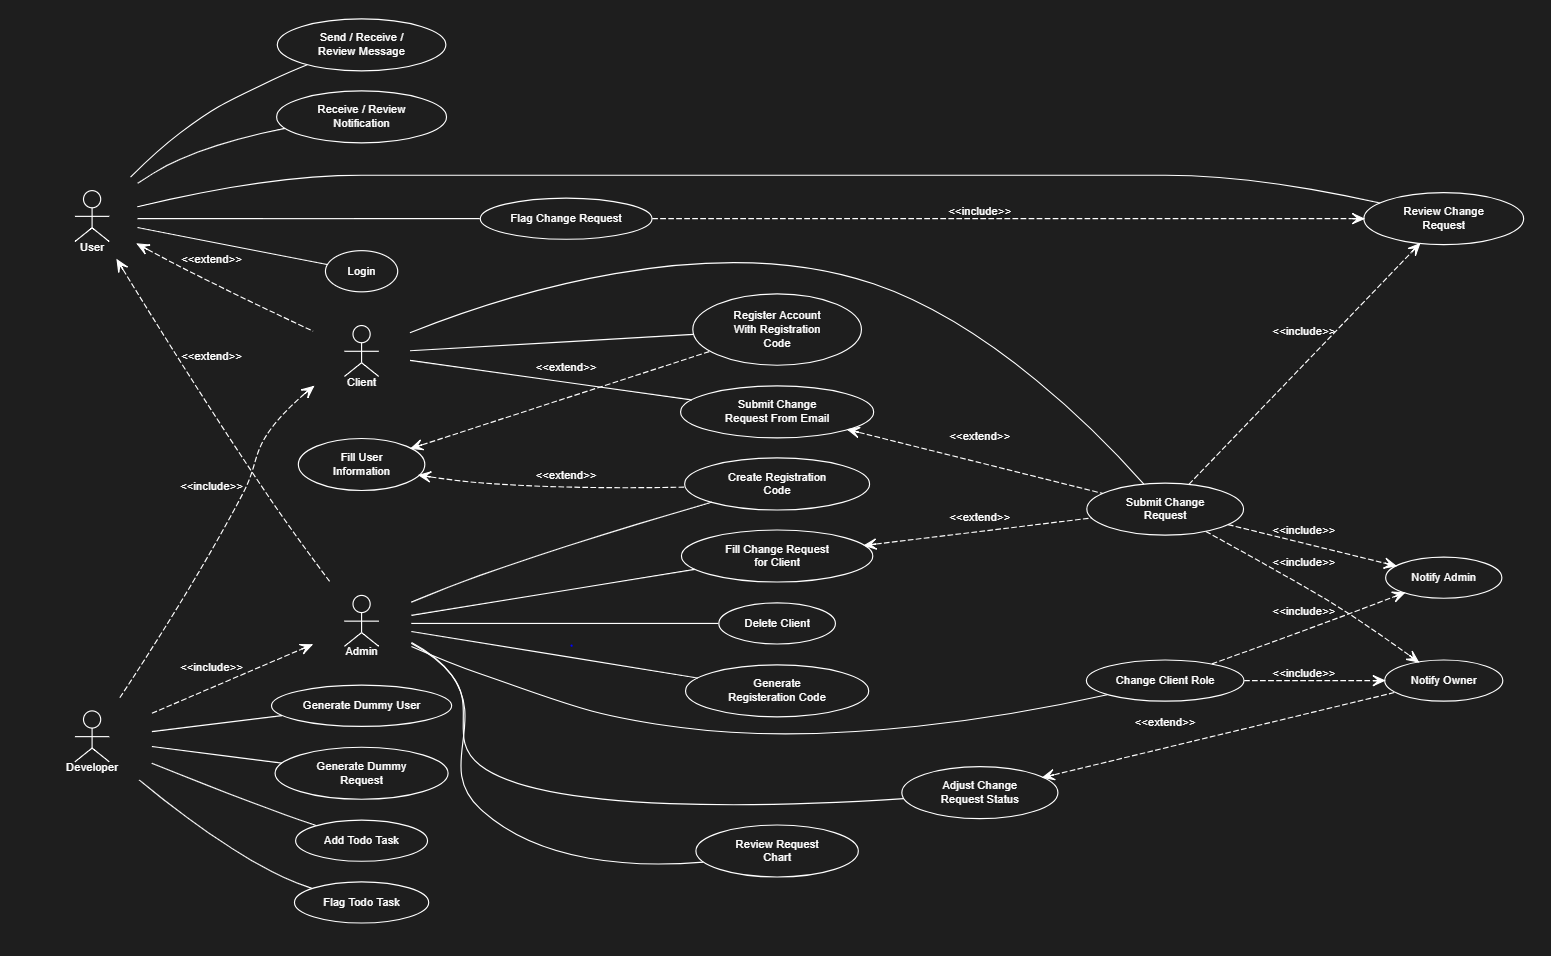 Send / Receive /
Review Message
Receive / Review
Notification
User
Flag Change Request
<<include>>
Review Change
Request
<<extend>>
Login
Client
Register Account
With Registration
Code
<<include>>
<<extend>>
<<extend>>
Submit Change
Request From Email
<<extend>>
Fill User
Information
<<extend>>
Create Registration
Code
<<include>>
Submit Change
Request
<<extend>>
<<include>>
Fill Change Request
for Client
<<include>>
Notify Admin
<<include>>
Delete Client
Admin
<<include>>
Generate
Registeration Code
Change Client Role
<<include>>
Notify Owner
<<extend>>
Generate Dummy User
Developer
Generate Dummy
Request
Adjust Change
Request Status
Add Todo Task
Review Request
Chart
Flag Todo Task